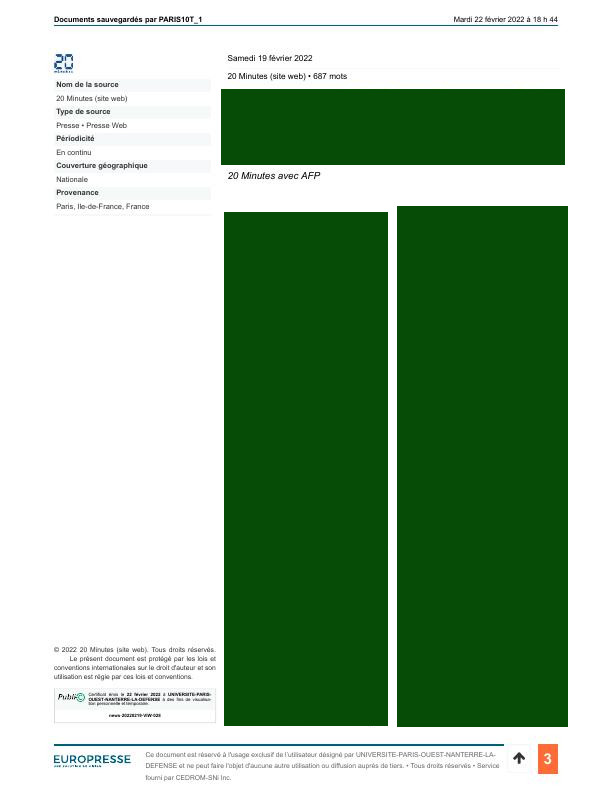 Documents sauvegardés par PARIS10T_1
Mardi 22 février 2022 à 18 h 44
20
minutes
Nom de la source
20 Minutes (site web)
Type de source
Presse • Presse Web
Périodicité
En continu
Couverture géographique
Nationale
Provenance
Paris, Ile-de-France, France
Samedi 19 février 2022
20 Minutes (site web) • 687 mots
20 Minutes avec AFP
© 2022 20 Minutes (site web). Tous droits réservés.
Le présent document est protégé par les lois et
conventions internationales sur le droit d'auteur et son
utilisation est régie par ces lois et conventions.
Publi©
Certificat émis le 22 février 2022 à UNIVERSITE-PARIS-
OUEST-NANTERRE-LA-DEFENSE à des fins de visualisa-
tion personnelle et temporaire.
news·20220219·VIW·028
EUROPRESSE
Ce document est réservé à l'usage exclusif de l'utilisateur désigné par UNIVERSITE-PARIS-OUEST-NANTERRE-LA-
DEFENSE et ne peut faire l'objet d'aucune autre utilisation ou diffusion auprès de tiers. • Tous droits réservés • Service
fourni par CEDROM-SNi Inc.
3